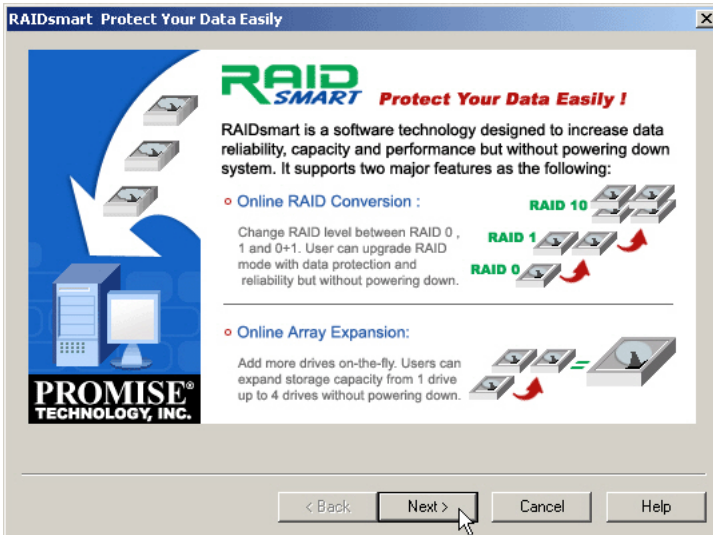 RAIDsmart Protect Your Data Easily
RAID
SMART
Protect Your Data Easily !
RAIDsmart is a software technology designed to increase data
reliability, capacity and performance but without powering down
system. It supports two major features as the following:
Online RAID Conversion :
Change RAID level between RAID 0 ,
1 and 0+1. User can upgrade RAID
mode with data protection and
reliability but without powering down.
RAID 10
RAID 1
RAID 0
Online Array Expansion:
Add more drives on-the-fly. Users can
expand storage capacity from 1 drive
up to 4 drives without powering down.
=
PROMISE®
TECHNOLOGY, INC.
< Back
Next >
Cancel
Help